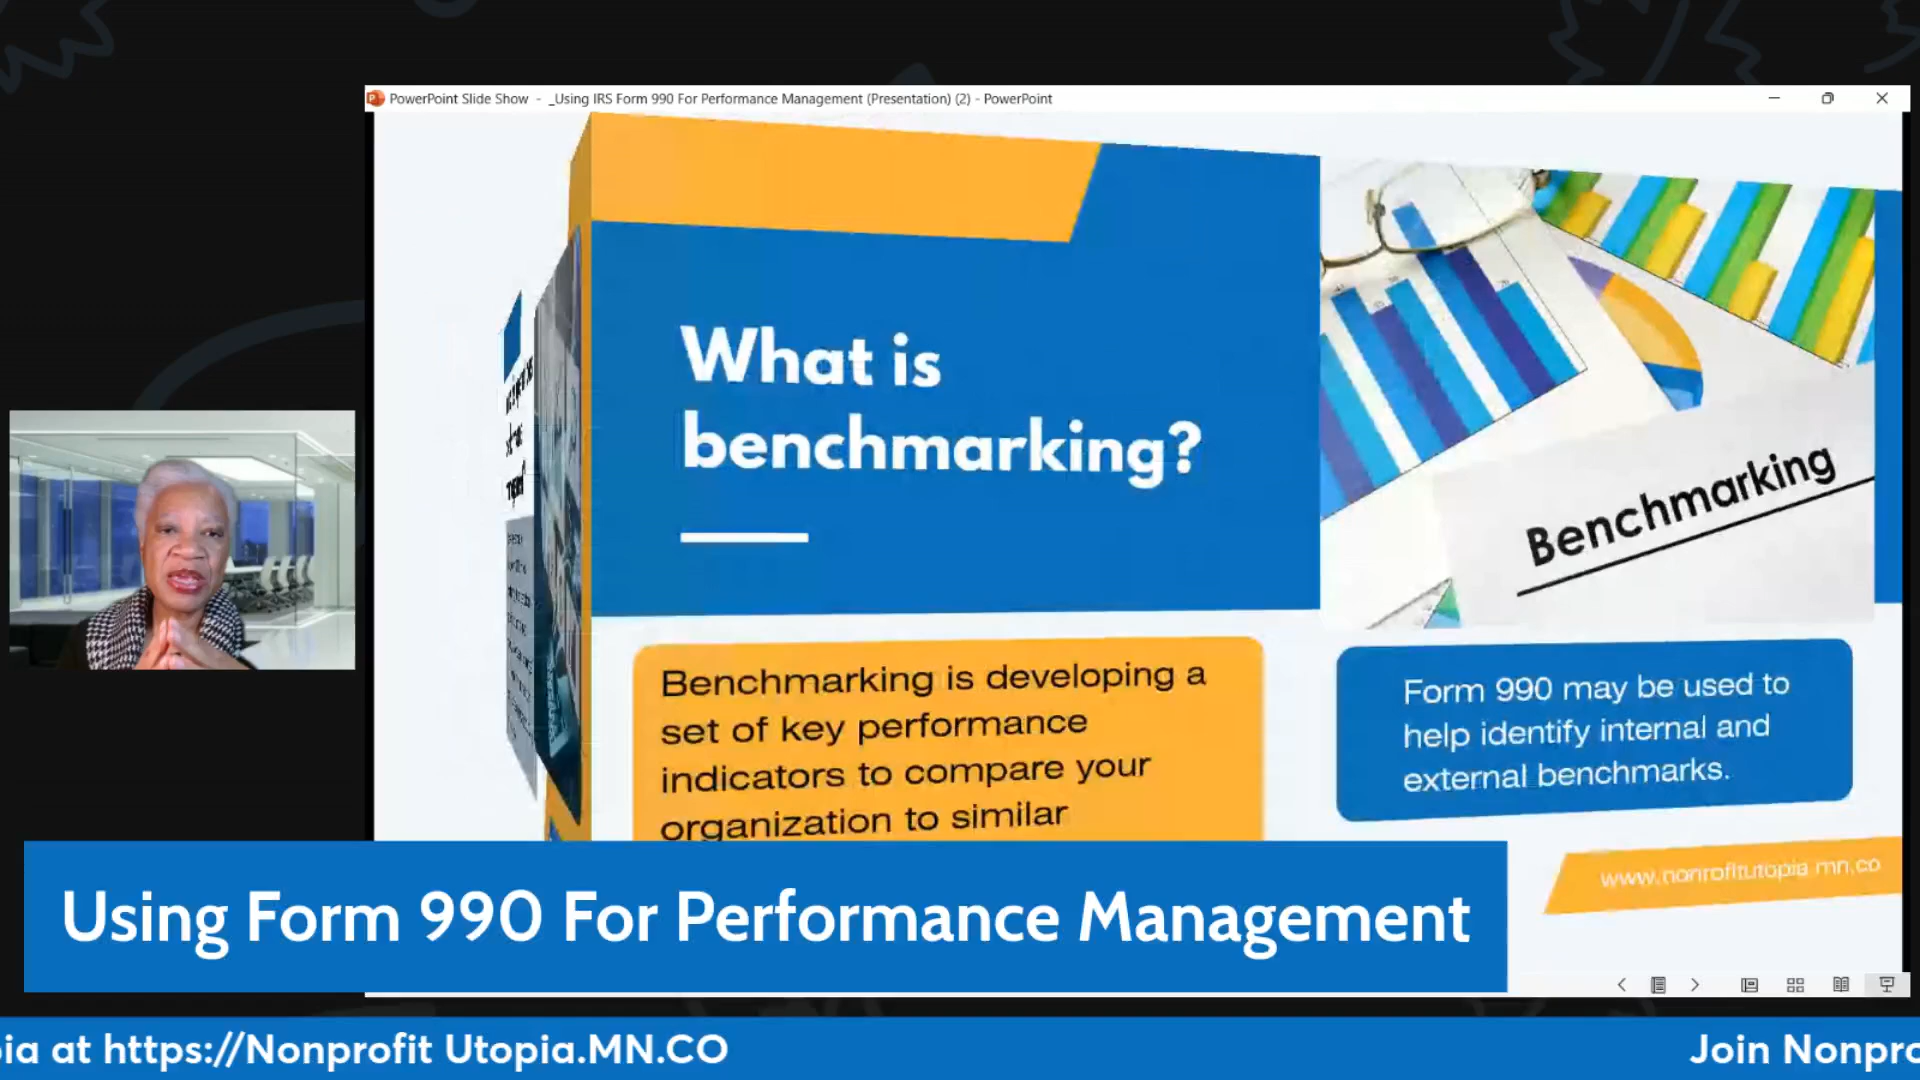 PowerPoint Slide Show - _Using IRS Form 990 For Performance Management (Presentation) (2) - PowerPoint
What is
benchmarking?
Benchmarking
Benchmarking is developing a
set of key performance
indicators to compare your
organization to similar
Form 990 may be used to
help identify internal and
external benchmarks.
www.nonprofitutopia.mn.co
Using Form 990 For Performance Management
at https://Nonprofit Utopia.MN.CO
Join